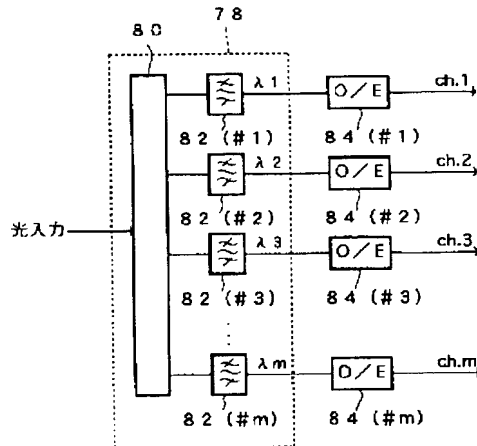 80
78
λ1
O/E
ch.1
82(#1)
84(#1)
λ2
O/E
ch.2
82(#2)
84(#2)
光入力
λ3
O/E
ch.3
82(#3)
84(#3)
λm
O/E
ch.m
82(#m)
84(#m)